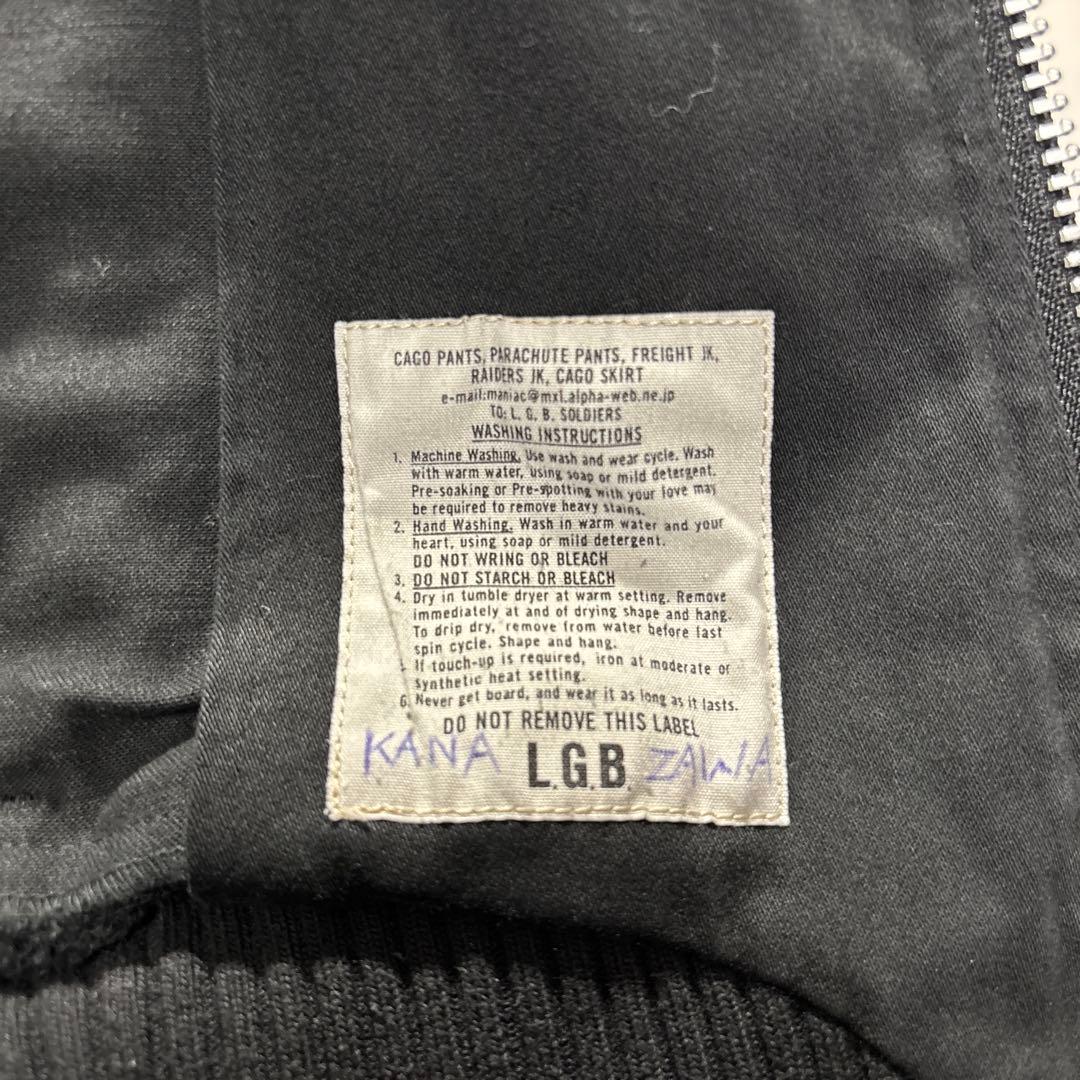 CAGO PANTS, PARACHUTE PANTS, FREIGHT JK,
RAIDERS JK, CAGO SKIRT
e-mail:maniac@mx1.alpha-web.ne.jp
TO: L. G. B. SOLDIERS
WASHING INSTRUCTIONS
1. Machine Washing. Use wash and wear cycle. Wash
with warm water, using soap or mild detergent.
Pre-soaking or Pre-spotting with your love may
be required to remove heavy stains.
2. Hand Washing. Wash in warm water and your
heart, using soap or mild detergent.
DO NOT WRING OR BLEACH
3. DO NOT STARCH OR BLEACH
4. Dry in tumble dryer at warm setting. Remove
immediately at and of drying shape and hang.
To drip dry, remove from water before fast
spin cycle. Shape and hang.
If touch-up is required, iron at moderate or
synthetic heat setting.
6. Never get board, and wear it as long as it lasts.
DO NOT REMOVE THIS LABEL
KANA L.G.B. ZAWA